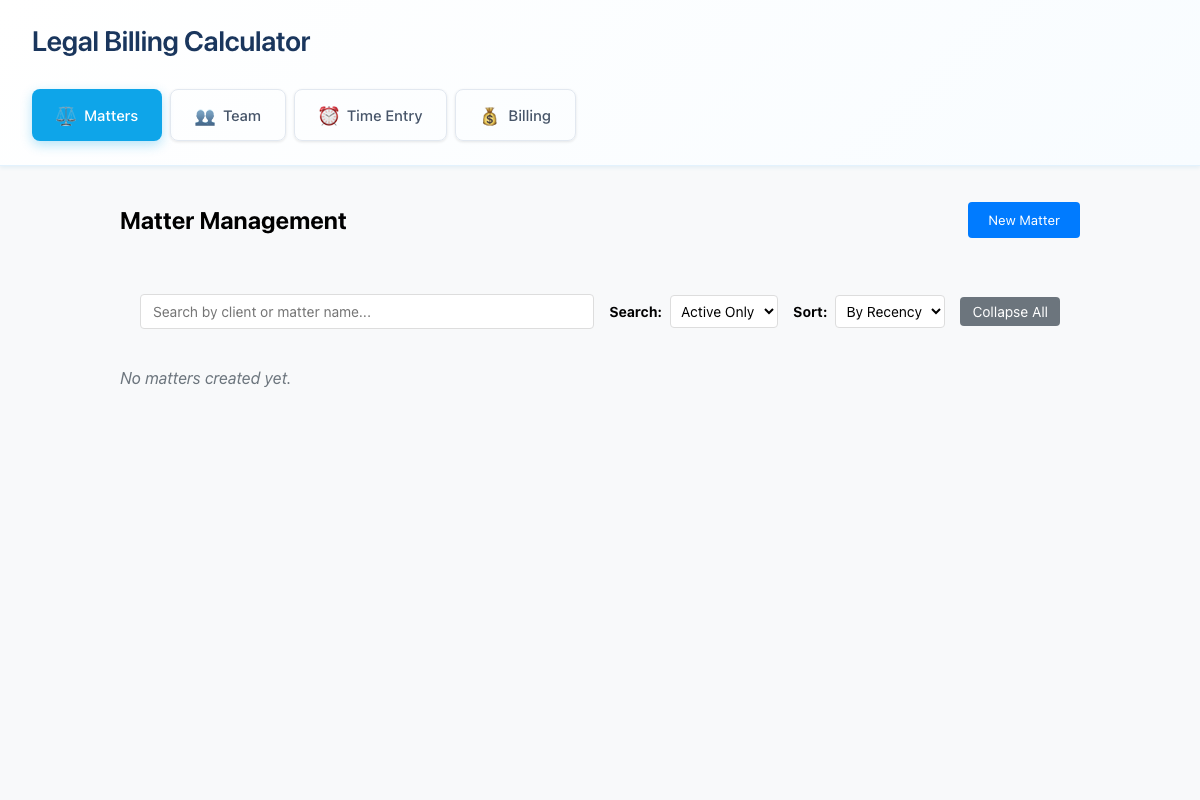 Legal Billing Calculator
Matters
Team
Time Entry
Billing
Matter Management
New Matter
Search by client or matter name...
Search:
Active Only
Sort:
By Recency
Collapse All
No matters created yet.